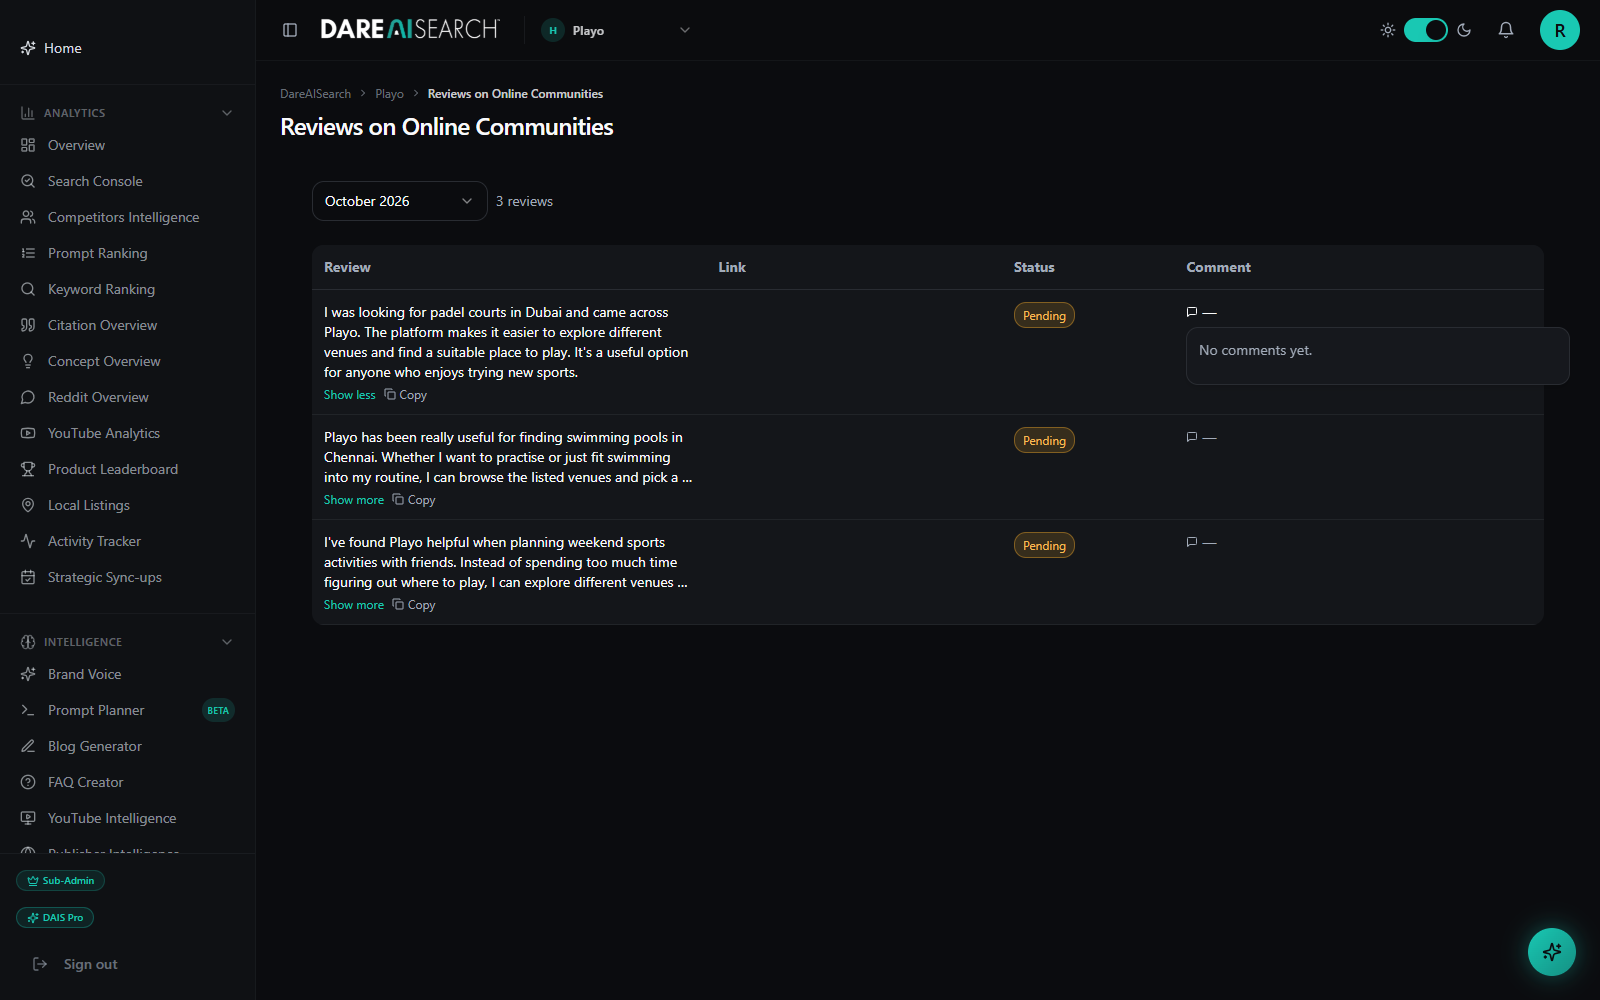 Home
ANALYTICS
Overview
Search Console
Competitors Intelligence
Prompt Ranking
Keyword Ranking
Citation Overview
Concept Overview
Reddit Overview
YouTube Analytics
Product Leaderboard
Local Listings
Activity Tracker
Strategic Sync-ups
INTELLIGENCE
Brand Voice
Prompt Planner BETA
Blog Generator
FAQ Creator
YouTube Intelligence
Publisher Intelligence
Sub-Admin
DAIS Pro
Sign out
DARE AI SEARCH
H Playo
R
DareAISearch > Playo > Reviews on Online Communities
Reviews on Online Communities
October 2026 3 reviews
Review Link Status Comment
I was looking for padel courts in Dubai and came across
Playo. The platform makes it easier to explore different
venues and find a suitable place to play. It's a useful option
for anyone who enjoys trying new sports.
Show less Copy
Pending
—
No comments yet.
Playo has been really useful for finding swimming pools in
Chennai. Whether I want to practise or just fit swimming
into my routine, I can browse the listed venues and pick a ...
Show more Copy
Pending
—
I've found Playo helpful when planning weekend sports
activities with friends. Instead of spending too much time
figuring out where to play, I can explore different venues ...
Show more Copy
Pending
—